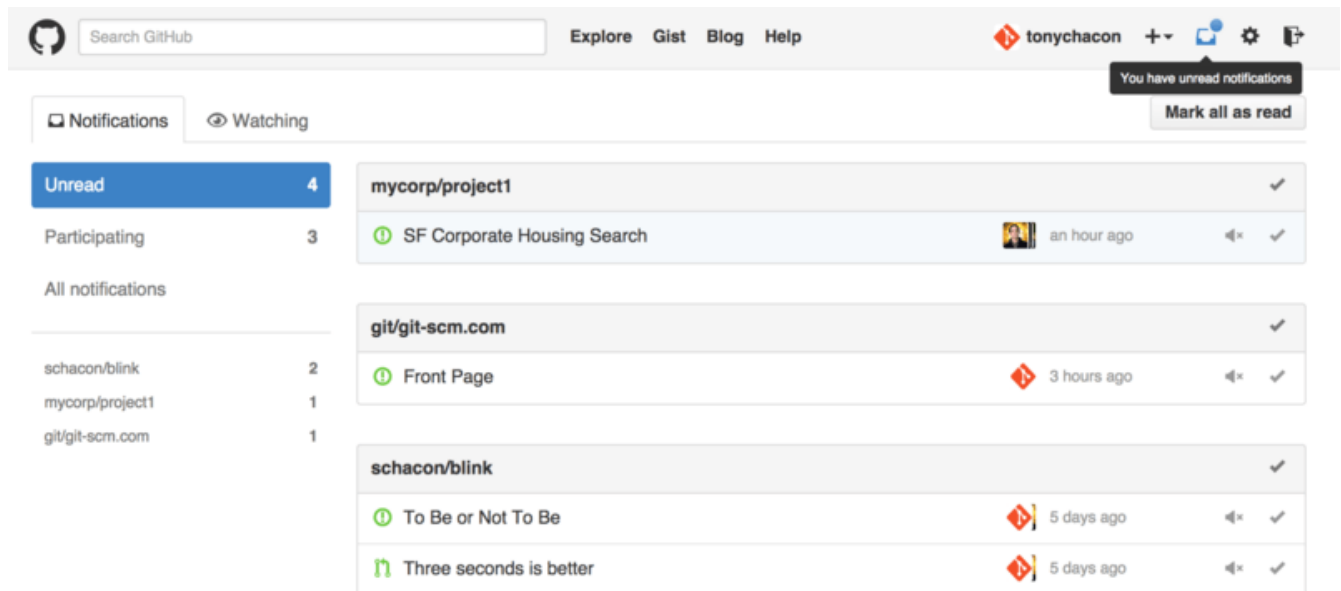 Search GitHub
Explore Gist Blog Help
tonychacon
You have unread notifications
Notifications
Watching
Mark all as read
Unread 4
Participating 3
All notifications
schacon/blink 2
mycorp/project1 1
git/git-scm.com 1
mycorp/project1
SF Corporate Housing Search an hour ago
git/git-scm.com
Front Page 3 hours ago
schacon/blink
To Be or Not To Be 5 days ago
Three seconds is better 5 days ago